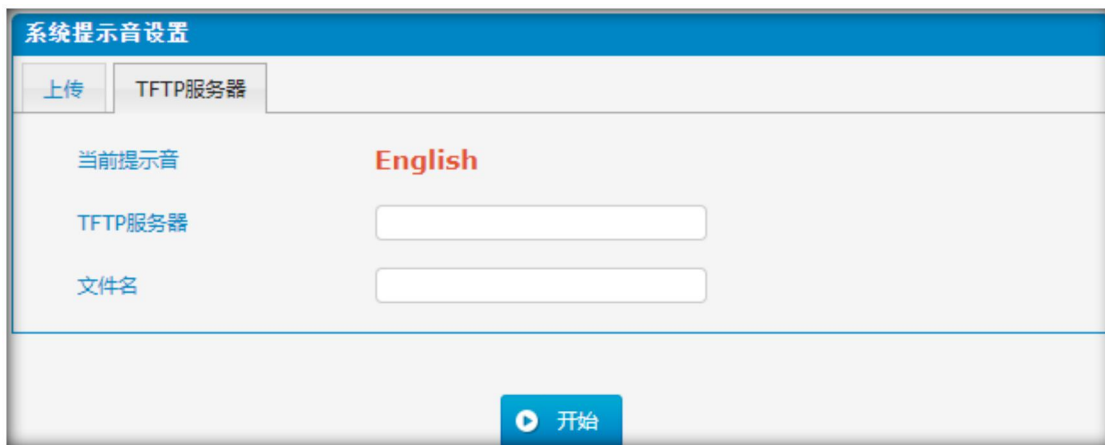 系统提示音设置
上传 TFTP服务器
当前提示音 English
TFTP服务器
文件名
开始